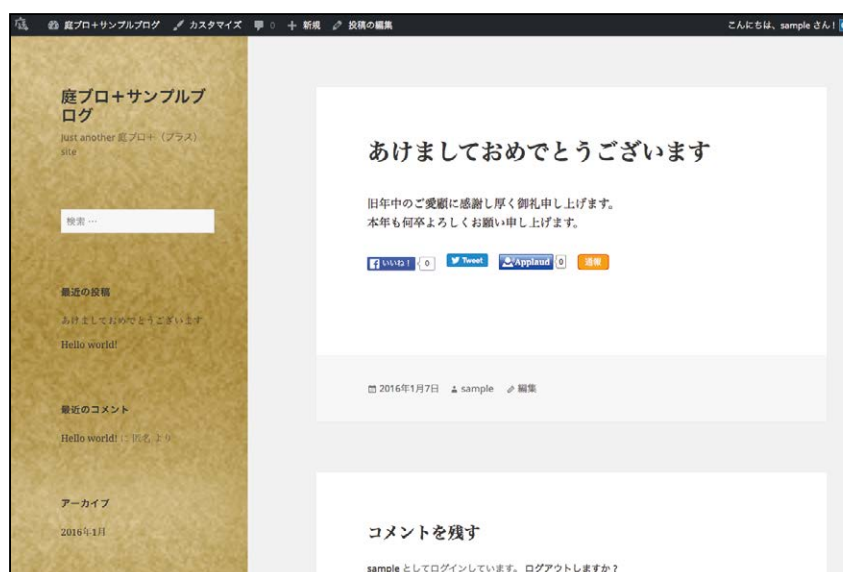 庭ブロ+サンプルブログ カスタマイズ 0 新規 投稿の編集 こんにちは、sample さん!
庭ブロ+サンプルブ
ログ
Just another 庭ブロ+(プラス)
site
検索 …
最近の投稿
あけましておめでとうございます
Hello world!
最近のコメント
Hello world! に 匿名 より
アーカイブ
2016年1月
あけましておめでとうございます
旧年中のご愛顧に感謝し厚く御礼申し上げます。
本年も何卒よろしくお願い申し上げます。
いいね! 0 Tweet Applaud 0 通報
2016年1月7日 sample 編集
コメントを残す
sample としてログインしています。ログアウトしますか?